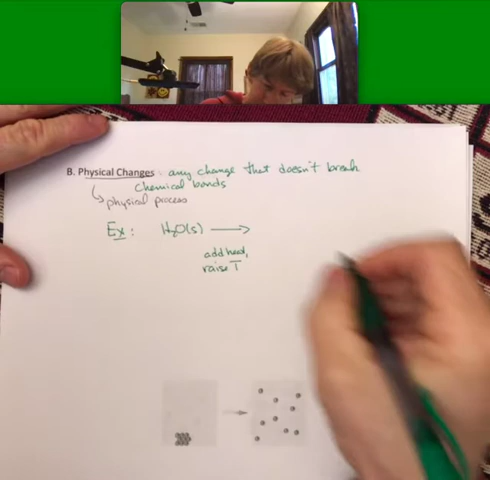 B. Physical Changes : any change that doesn't break
chemical bonds
↳ physical process
Ex: H₂O(s) ⟶
add heat,
raise T